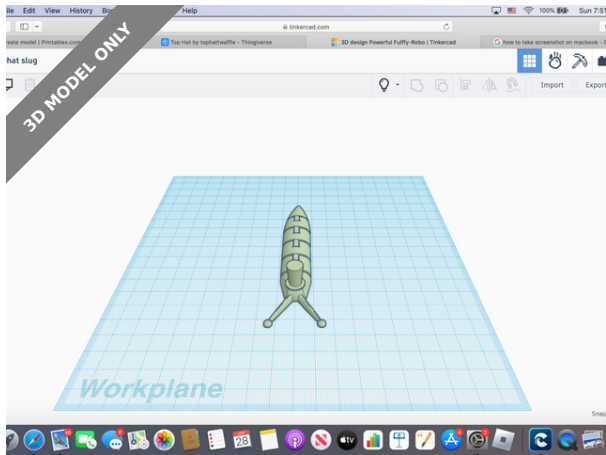 ile Edit View History Help
100% Sun 7:5
tinkercad.com
reate model | Printables.com
Top Hat by tophatwaffle - Thingiverse
3D design Powerful Fuffy-Robo | Tinkercad
how to take screenshot on macbook - G
hat slug
Import Export
3D MODEL ONLY
Workplane
Snap
28
tv